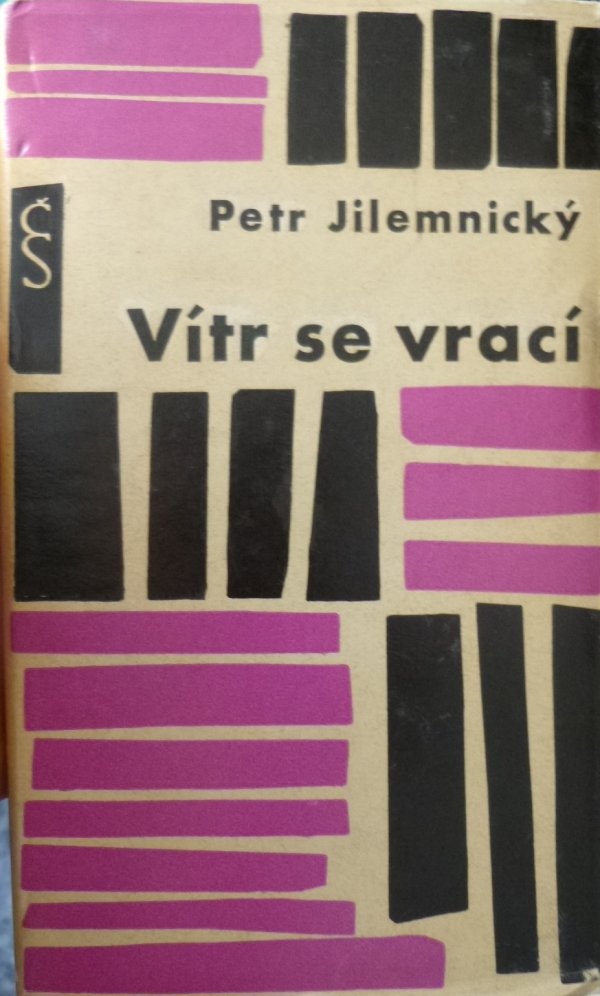 Petr Jilemnický
ČS
Vítr se vrací